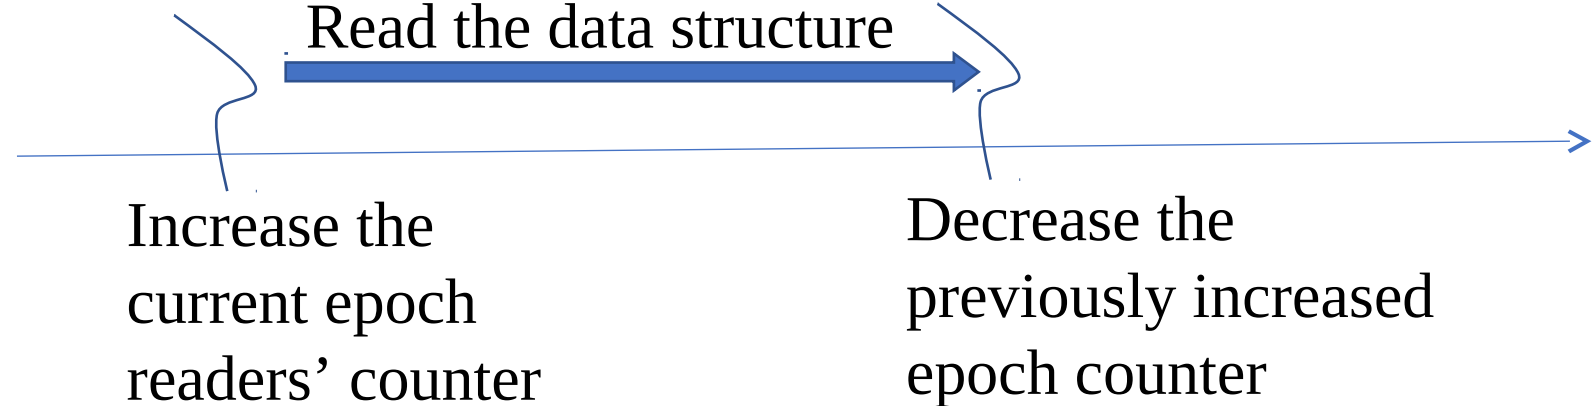 Read the data structure
Increase the
current epoch
readers’ counter
Decrease the
previously increased
epoch counter